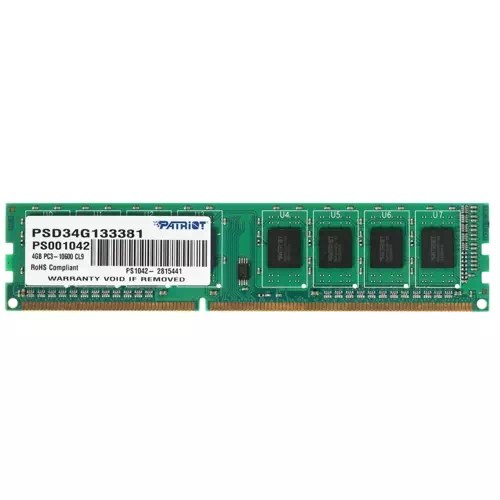 PATRIOT
PSD34G133381
PS001042
4GB PC3-10600 CL9
RoHS Compliant
PS1042-2815441
WARRANTY VOID IF REMOVED
U4
U5
U6
U7